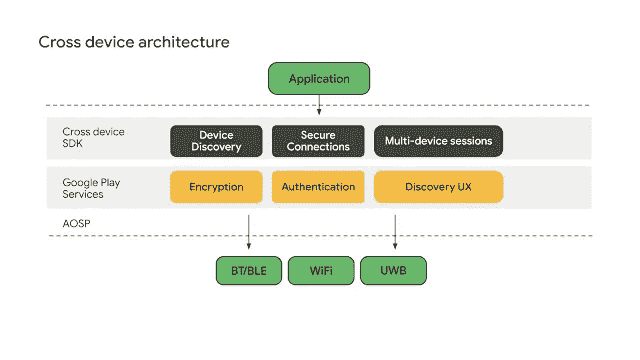 Cross device architecture
Application
Cross device
SDK
Device
Discovery
Secure
Connections
Multi-device sessions
Google Play
Services
Encryption
Authentication
Discovery UX
AOSP
BT/BLE
WiFi
UWB